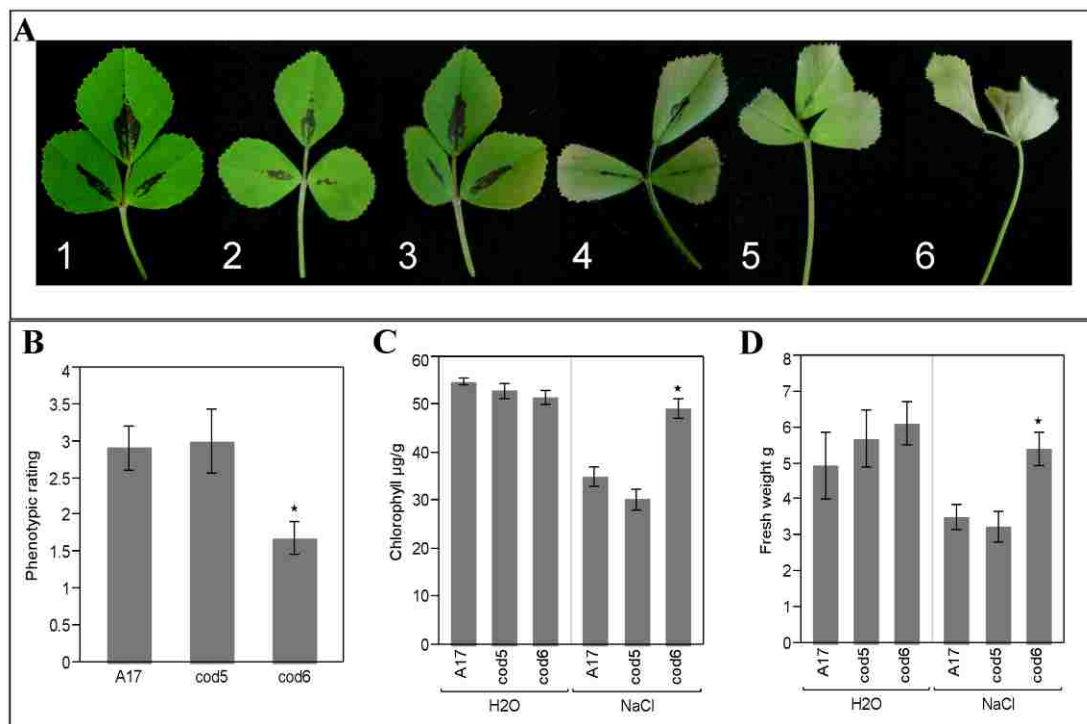 A
1 2 3 4 5 6
B
Phenotypic rating
4
3.5
3
2.5
2
1.5
1
0.5
0
A17 cod5 cod6
C
Chlorophyll µg/g
60
50
40
30
20
10
0
A17 cod5 cod6 A17 cod5 cod6
H2O NaCl
D
Fresh weight g
8
7
6
5
4
3
2
1
0
A17 cod5 cod6 A17 cod5 cod6
H2O NaCl